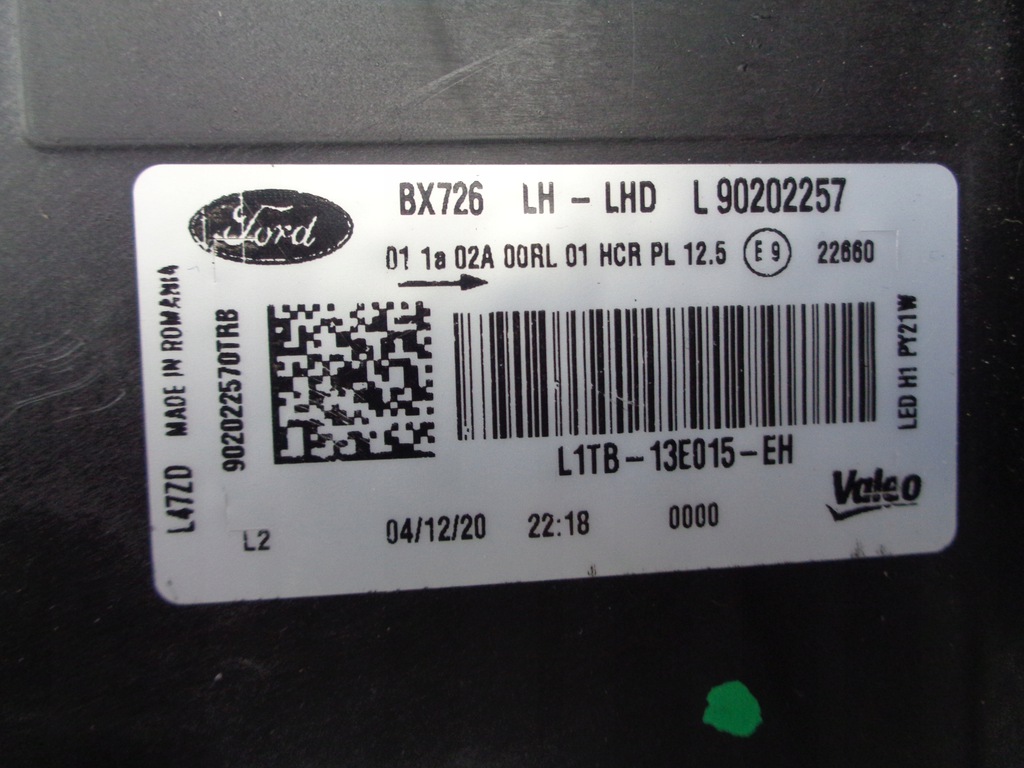 Ford
BX726 LH - LHD L 90202257
01 1a 02A 00RL 01 HCR PL 12.5 E9 22660
L47ZD MADE IN ROMANIA
90202257OTRB
LED H1 PY21W
L1TB-13E015-EH
Valeo
L2 04/12/20 22:18 0000